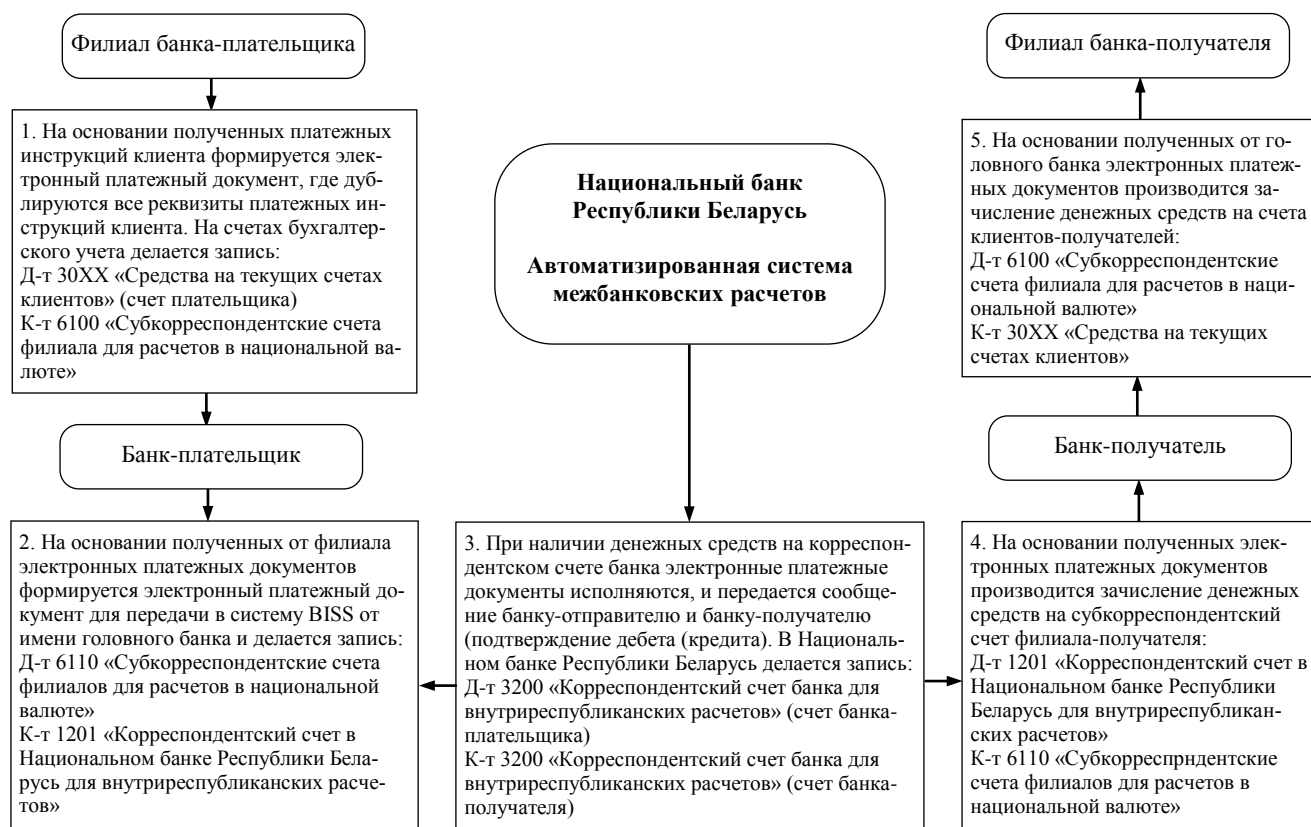 Филиал банка-плательщика
1. На основании полученных платежных
инструкций клиента формируется элек-
тронный платежный документ, где дуб-
лируются все реквизиты платежных ин-
струкций клиента. На счетах бухгалтер-
ского учета делается запись:
Д-т 30ХХ «Средства на текущих счетах
клиентов» (счет плательщика)
К-т 6100 «Субкорреспондентские счета
филиала для расчетов в национальной ва-
люте»
Банк-плательщик
2. На основании полученных от филиала
электронных платежных документов
формируется электронный платежный до-
кумент для передачи в систему BISS от
имени головного банка и делается запись:
Д-т 6110 «Субкорреспондентские счета
филиалов для расчетов в национальной
валюте»
К-т 1201 «Корреспондентский счет в
Национальном банке Республики Бела-
русь для внутриреспубликанских расче-
тов»
Национальный банк
Республики Беларусь
Автоматизированная система
межбанковских расчетов
3. При наличии денежных средств на корреспон-
дентском счете банка электронные платежные
документы исполняются, и передается сообщение
банку-отправителю и банку-получателю
(подтверждение дебета (кредита). В Националь-
ном банке Республики Беларусь делается запись:
Д-т 3200 «Корреспондентский счет банка для
внутриреспубликанских расчетов» (счет банка-
плательщика)
К-т 3200 «Корреспондентский счет банка для
внутриреспубликанских расчетов» (счет банка-
получателя)
Филиал банка-получателя
5. На основании полученных от го-
ловного банка электронных платеж-
ных документов производится за-
числение денежных средств на счета
клиентов-получателей:
Д-т 6100 «Субкорреспондентские
счета филиала для расчетов в наци-
ональной валюте»
К-т 30ХХ «Средства на текущих
счетах клиентов»
Банк-получатель
4. На основании полученных элек-
тронных платежных документов
производится зачисление денежных
средств на субкорреспондентский
счет филиала-получателя:
Д-т 1201 «Корреспондентский счет в
Национальном банке Республики
Беларусь для внутриреспубликан-
ских расчетов»
К-т 6110 «Субкорреспрндентские
счета филиалов для расчетов в
национальной валюте»